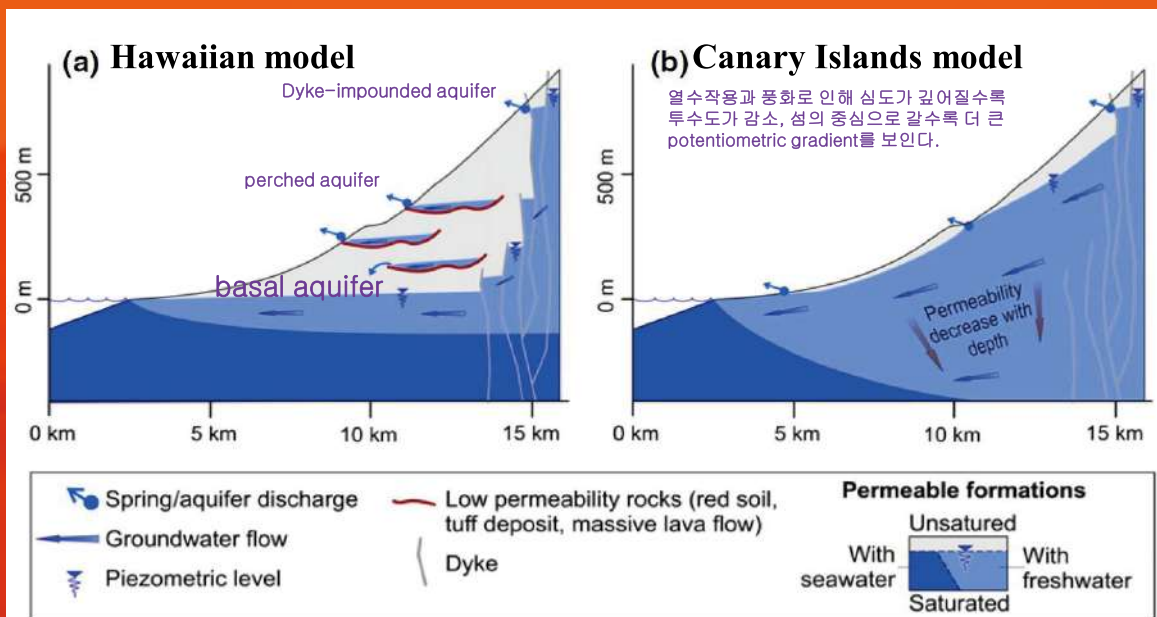 (a) Hawaiian model
Dyke-impounded aquifer
perched aquifer
basal aquifer
500 m
0 m
0 km
5 km
10 km
15 km
(b) Canary Islands model
열수작용과 풍화로 인해 심도가 깊어질수록
투수도가 감소, 섬의 중심으로 갈수록 더 큰
potentiometric gradient를 보인다.
500 m
0 m
Permeability
decrease with
depth
0 km
5 km
10 km
15 km
Spring/aquifer discharge
Groundwater flow
Piezometric level
Low permeability rocks (red soil,
tuff deposit, massive lava flow)
Dyke
Permeable formations
Unsatured
With
seawater
With
freshwater
Saturated